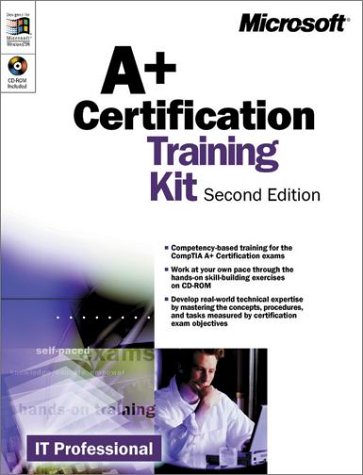 Designed for
Microsoft
CD-ROM
Included
Microsoft®
A+
Certification
Training
Kit Second Edition
Competency-based training for the
CompTIA A+ Certification exams
Work at your own pace through the
hands-on skill-building exercises
on CD-ROM
Develop real-world technical expertise
by mastering the concepts, procedures,
and tasks measured by certification
exam objectives
self-paced
exams
hands-on training
IT Professional